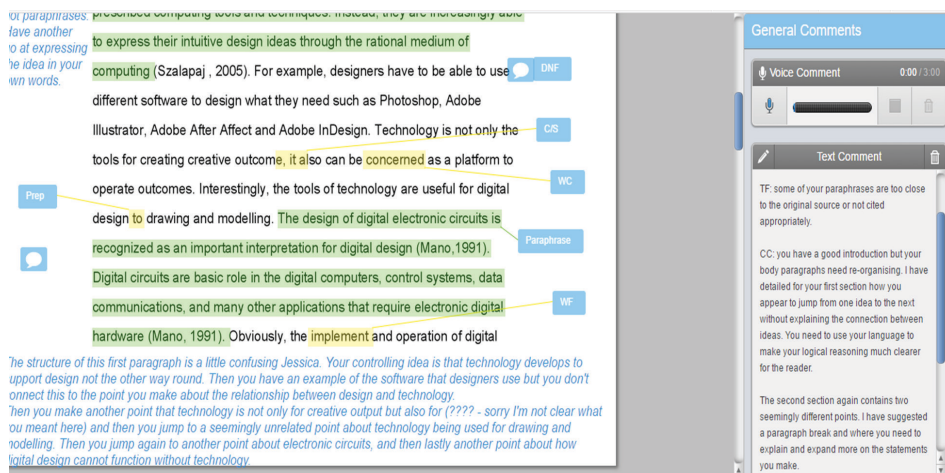 not paraphrases.
Have another
go at expressing
the idea in your
own words.
prescribed computing tools and techniques. Instead, they are increasingly able
to express their intuitive design ideas through the rational medium of
computing (Szalapaj , 2005). For example, designers have to be able to use
DNF
different software to design what they need such as Photoshop, Adobe
Illustrator, Adobe After Affect and Adobe InDesign. Technology is not only the
C/S
tools for creating creative outcome, it also can be concerned as a platform to
WC
operate outcomes. Interestingly, the tools of technology are useful for digital
Prep
design to drawing and modelling. The design of digital electronic circuits is
Paraphrase
recognized as an important interpretation for digital design (Mano,1991).
Digital circuits are basic role in the digital computers, control systems, data
communications, and many other applications that require electronic digital
WF
hardware (Mano, 1991). Obviously, the implement and operation of digital
The structure of this first paragraph is a little confusing Jessica. Your controlling idea is that technology develops to
support design not the other way round. Then you have an example of the software that designers use but you don't
connect this to the point you make about the relationship between design and technology.
Then you make another point that technology is not only for creative output but also for (???? - sorry I'm not clear what
you meant here) and then you jump to a seemingly unrelated point about technology being used for drawing and
modelling. Then you jump again to another point about electronic circuits, and then lastly another point about how
digital design cannot function without technology.
General Comments
Voice Comment 0:00 / 3:00
Text Comment
TF: some of your paraphrases are too close
to the original source or not cited
appropriately.
CC: you have a good introduction but your
body paragraphs need re-organising. I have
detailed for your first section how you
appear to jump from one idea to the next
without explaining the connection between
ideas. You need to use your language to
make your logical reasoning much clearer
for the reader.
The second section again contains two
seemingly different points. I have suggested
a paragraph break and where you need to
explain and expand more on the statements
you make.